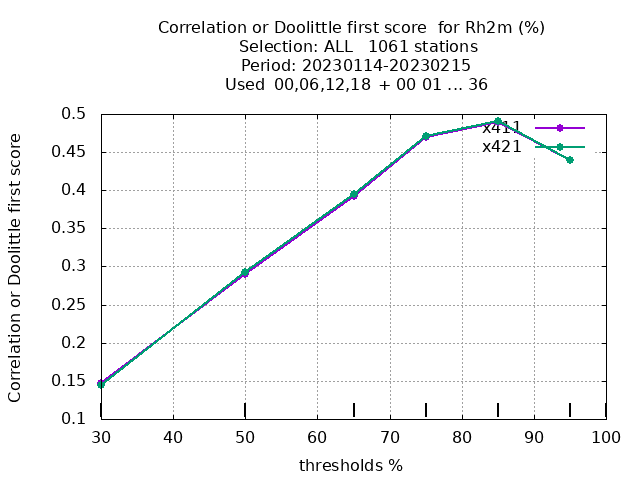 Correlation or Doolittle first score  for Rh2m (%)
Selection: ALL   1061 stations
Period: 20230114-20230215
Used  00,06,12,18  + 00 01 ... 36
Correlation or Doolittle first score
0.5
0.45
0.4
0.35
0.3
0.25
0.2
0.15
0.1
x411
x421
30 40 50 60 70 80 90 100
thresholds %